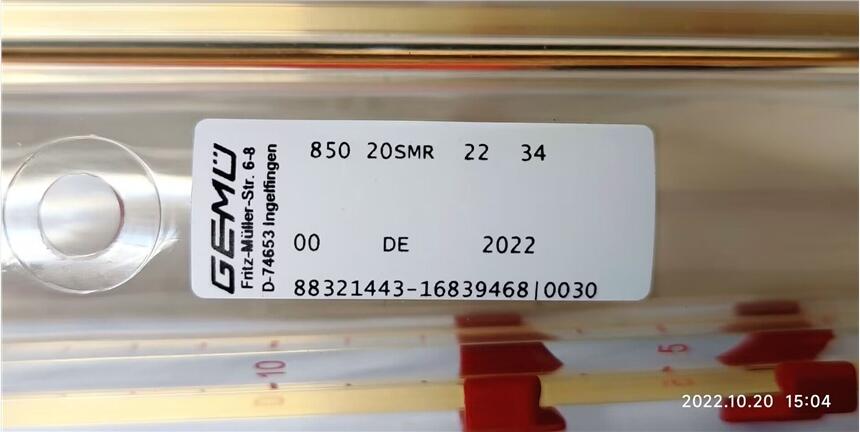 GEMÜ
Fritz-Müller-Str. 6-8
D-74653 Ingelfingen
850 20SMR 22 34
00 DE 2022
88321443-16839468|0030
10
5
2022.10.20 15:04